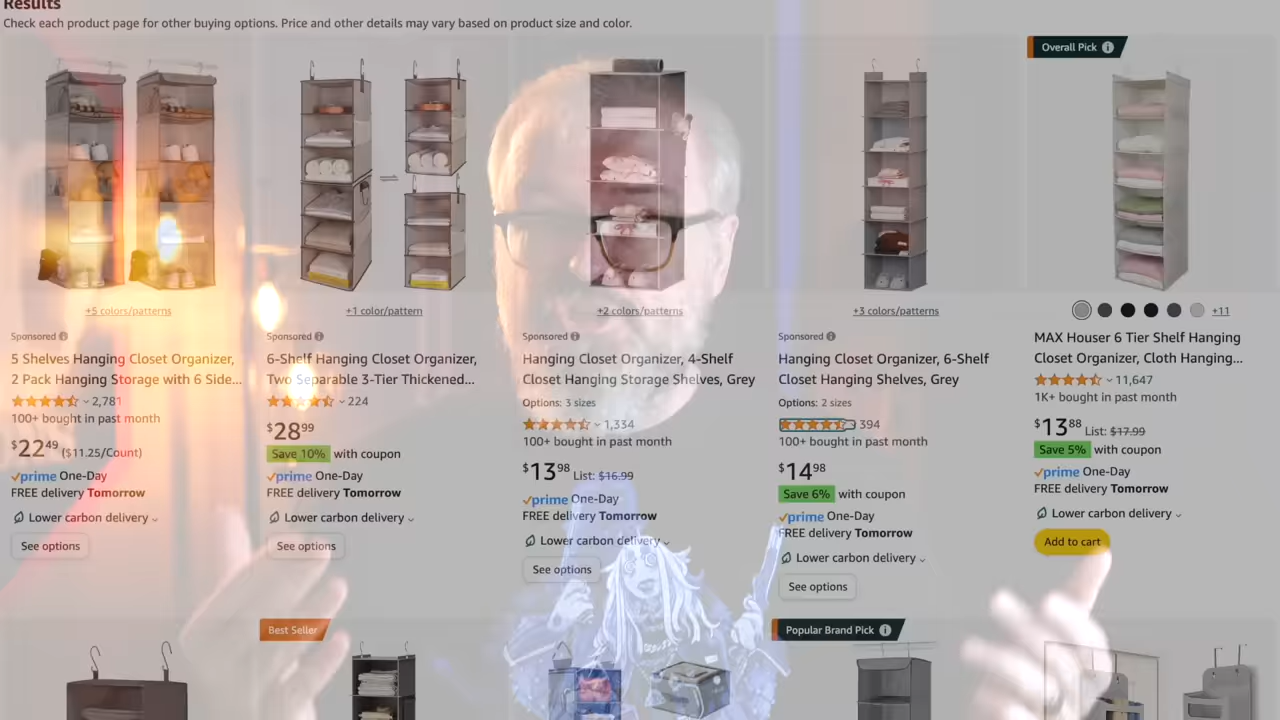 Results
Check each product page for other buying options. Price and other details may vary based on product size and color.
Overall Pick
+5 colors/patterns
+1 color/pattern
+2 colors/patterns
+3 colors/patterns
+11
Sponsored
5 Shelves Hanging Closet Organizer,
2 Pack Hanging Storage with 6 Side...
2,781
100+ bought in past month
$22 49 ($11.25/Count)
prime One-Day
FREE delivery Tomorrow
Lower carbon delivery
See options
Sponsored
6-Shelf Hanging Closet Organizer,
Two Separable 3-Tier Thickened...
224
$28 99
Save 10% with coupon
prime One-Day
FREE delivery Tomorrow
Lower carbon delivery
See options
Sponsored
Hanging Closet Organizer, 4-Shelf
Closet Hanging Storage Shelves, Grey
Options: 3 sizes
1,334
100+ bought in past month
$13 98 List: $16.99
prime One-Day
FREE delivery Tomorrow
Lower carbon delivery
See options
Sponsored
Hanging Closet Organizer, 6-Shelf
Closet Hanging Shelves, Grey
Options: 2 sizes
394
100+ bought in past month
$14 98
Save 6% with coupon
prime One-Day
FREE delivery Tomorrow
Lower carbon delivery
See options
MAX Houser 6 Tier Shelf Hanging
Closet Organizer, Cloth Hanging...
11,647
1K+ bought in past month
$13 88 List: $17.99
Save 5% with coupon
prime One-Day
FREE delivery Tomorrow
Lower carbon delivery
Add to cart
Best Seller
Popular Brand Pick